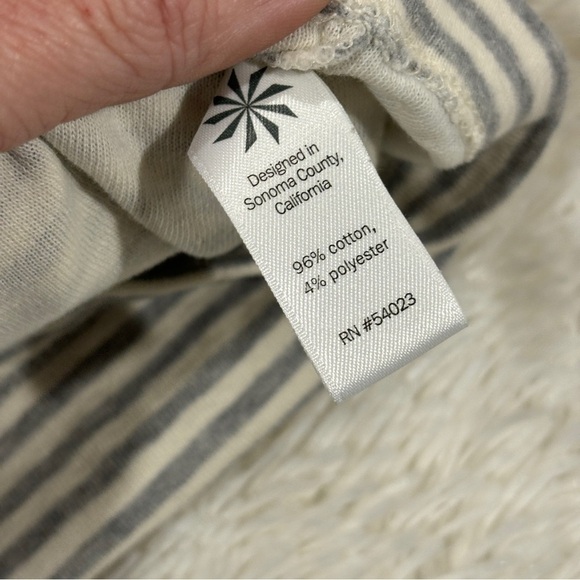 Designed in
Sonoma County,
California
96% cotton,
4% polyester
RN #54023